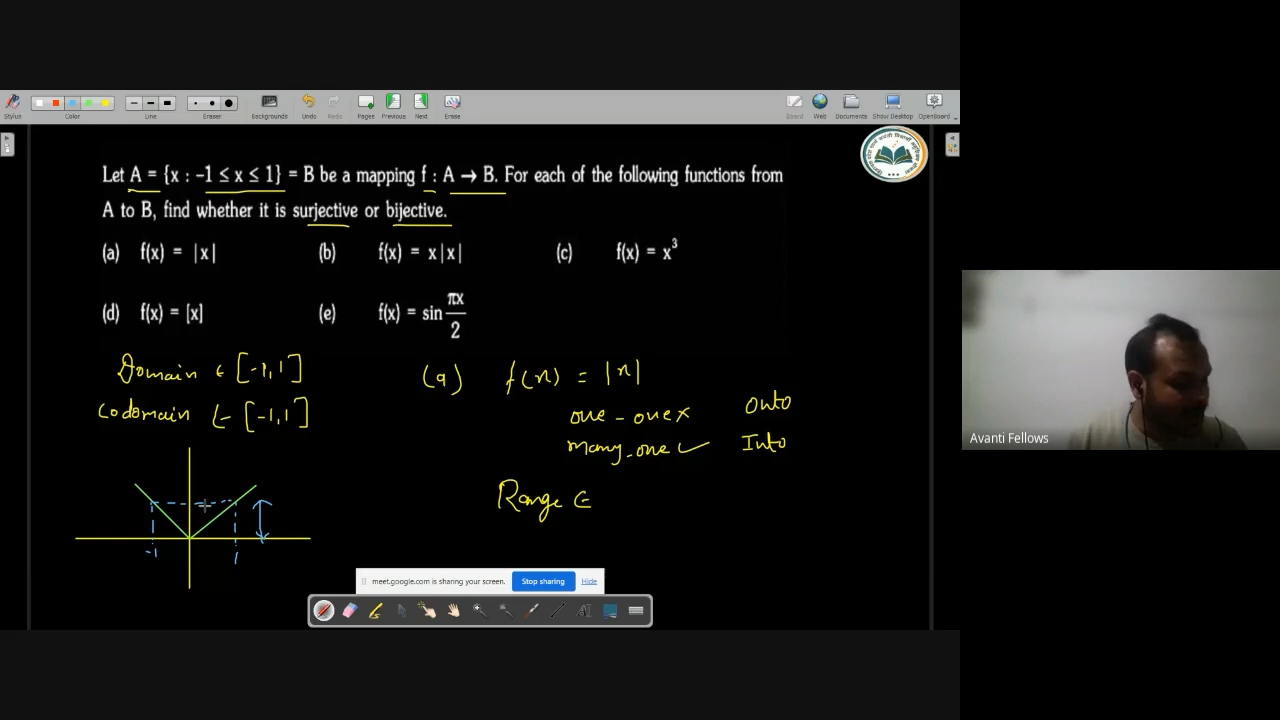 Stylus
Color
Line
Eraser
Backgrounds
Undo
Redo
Pages
Previous
Next
Erase
Board
Web
Documents
Show Desktop
OpenBoard
Let A = {x : -1 ≤ x ≤ 1} = B be a mapping f : A → B. For each of the following functions from
A to B, find whether it is surjective or bijective.
(a) f(x) = |x| (b) f(x) = x|x| (c) f(x) = x³
(d) f(x) = [x] (e) f(x) = sin πx/2
Domain ∈ [-1,1]
Codomain ∈ [-1,1]
(a) f(x) = |x|
one-one × Onto
many-one ✓ Into
Range ∈
-1 1
meet.google.com is sharing your screen. Stop sharing Hide
Avanti Fellows